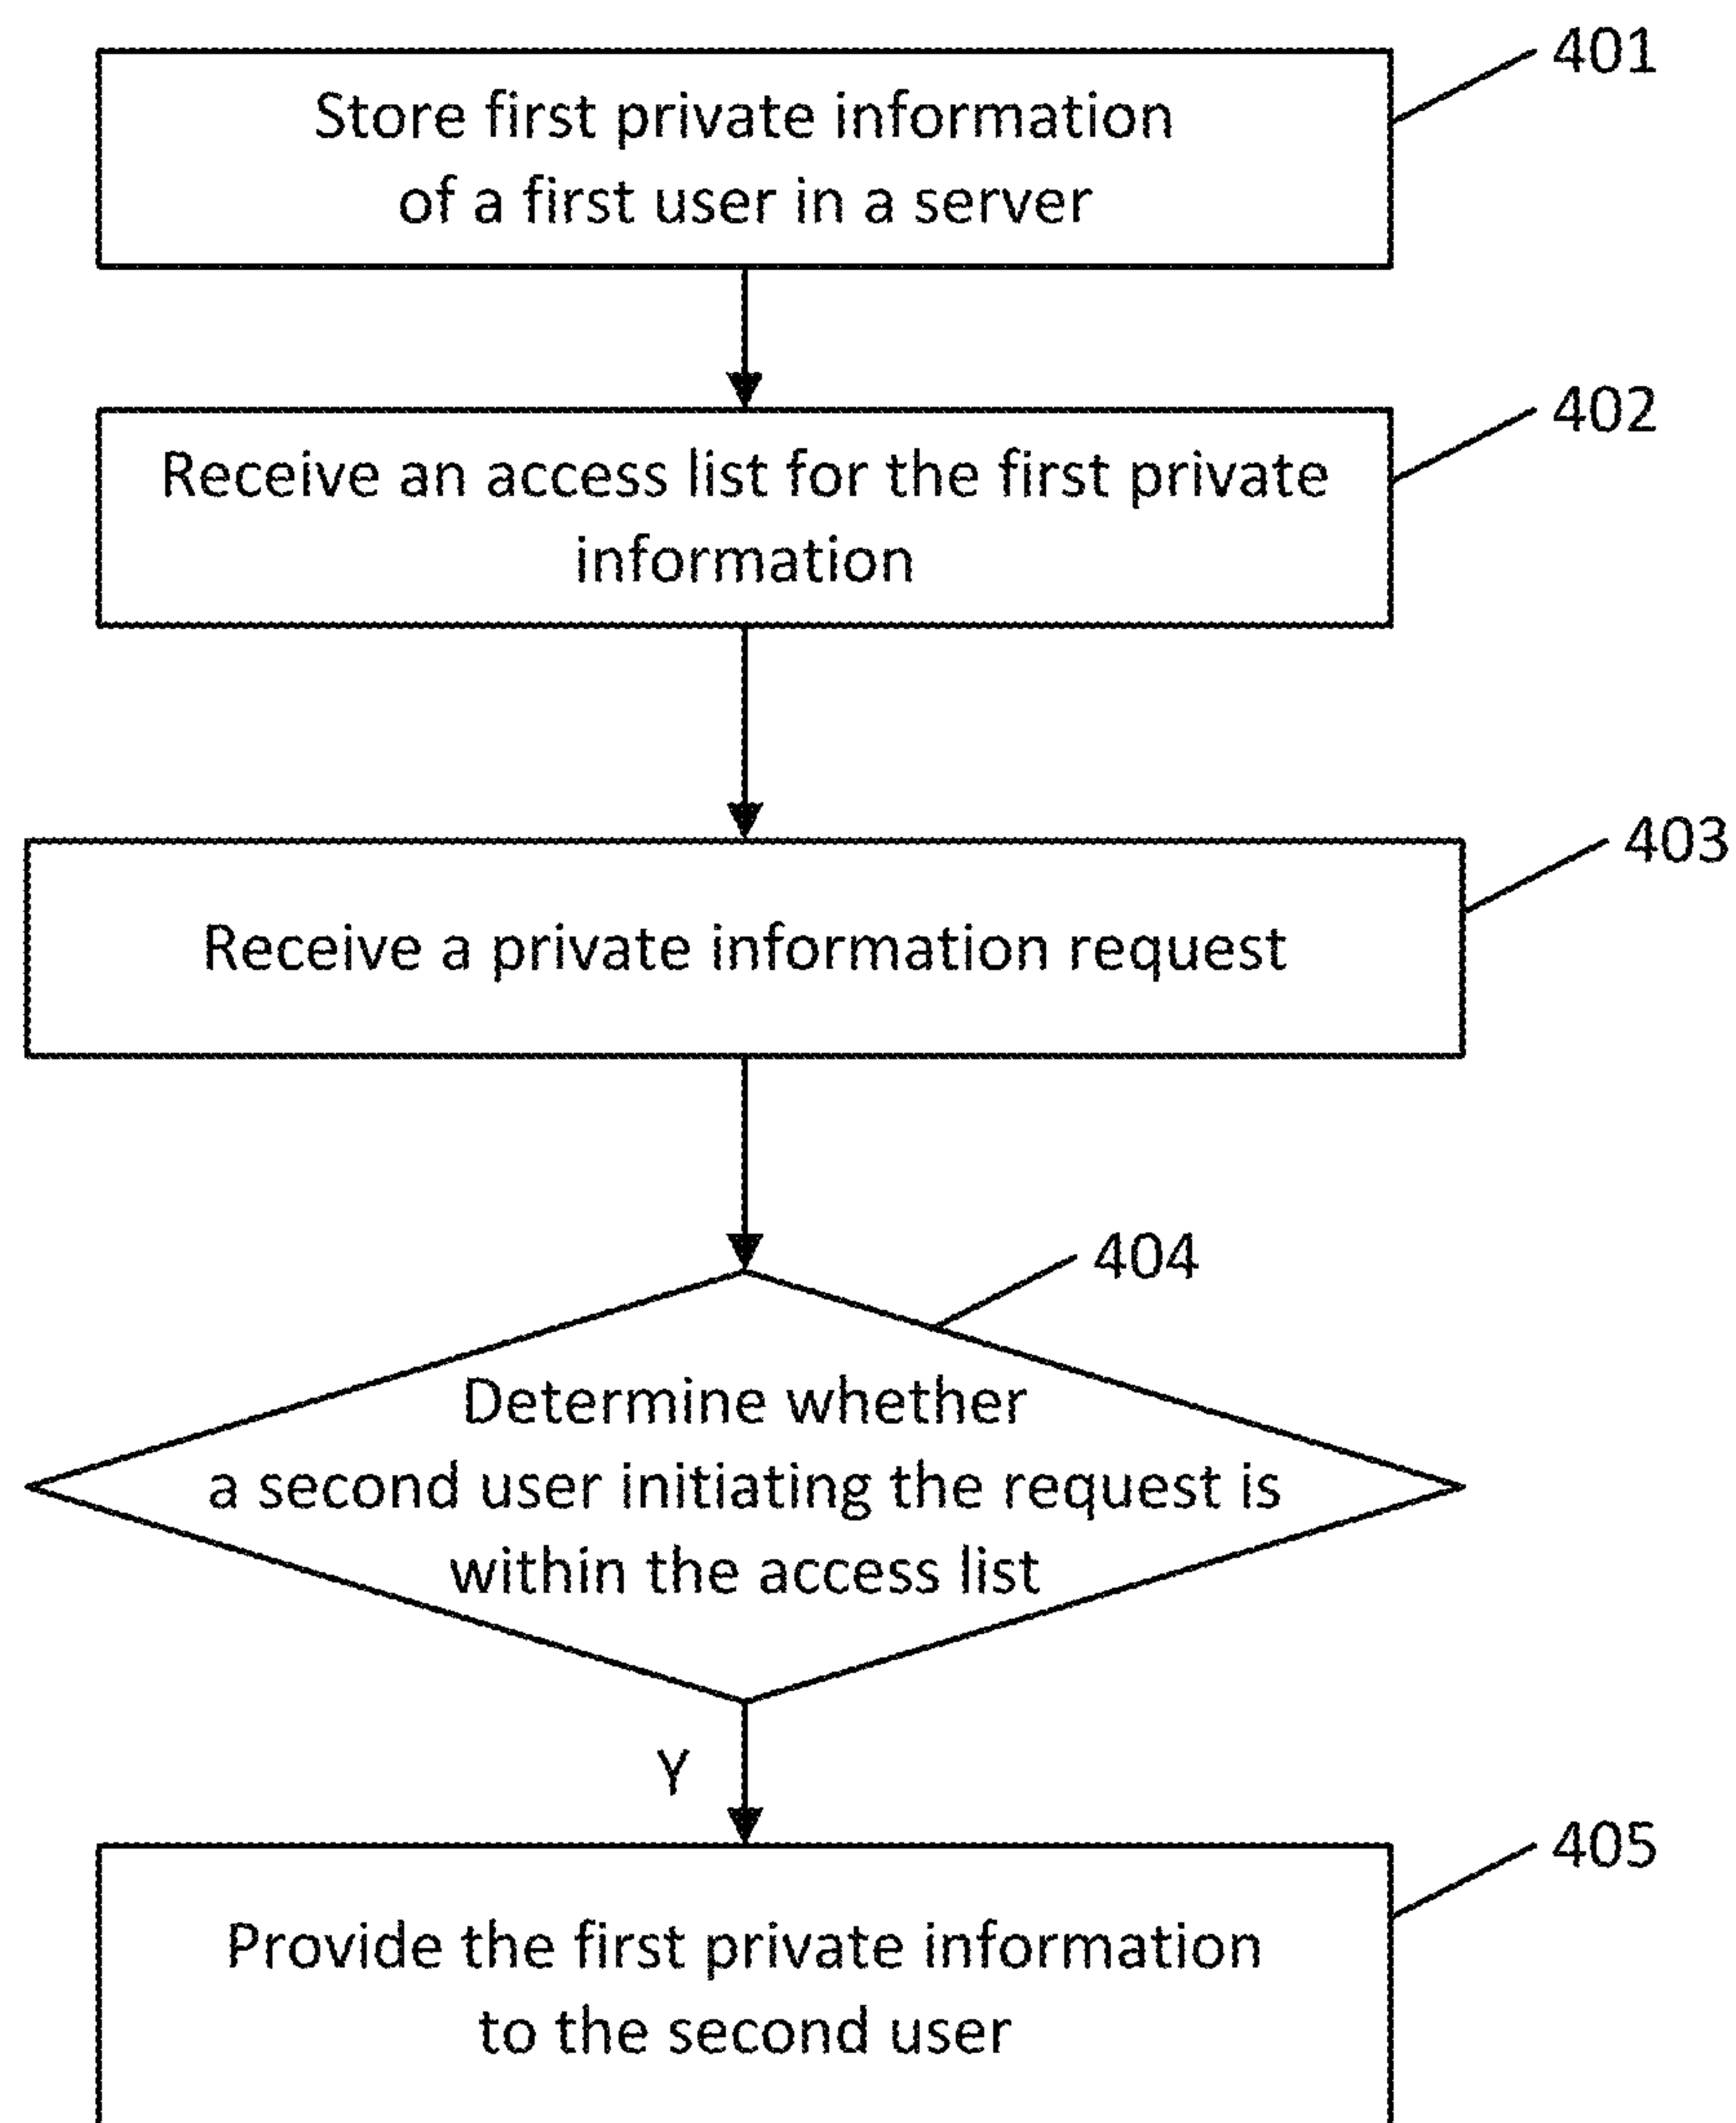 401
Store first private information
of a first user in a server
402
Receive an access list for the first private
information
403
Receive a private information request
404
Determine whether
a second user initiating the request is
within the access list
Y
405
Provide the first private information
to the second user